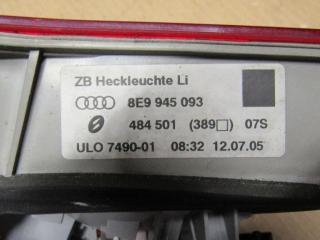 ZB Heckleuchte Li
8E9 945 093
484 501 (389□) 07S
ULO 7490-01 08:32 12.07.05